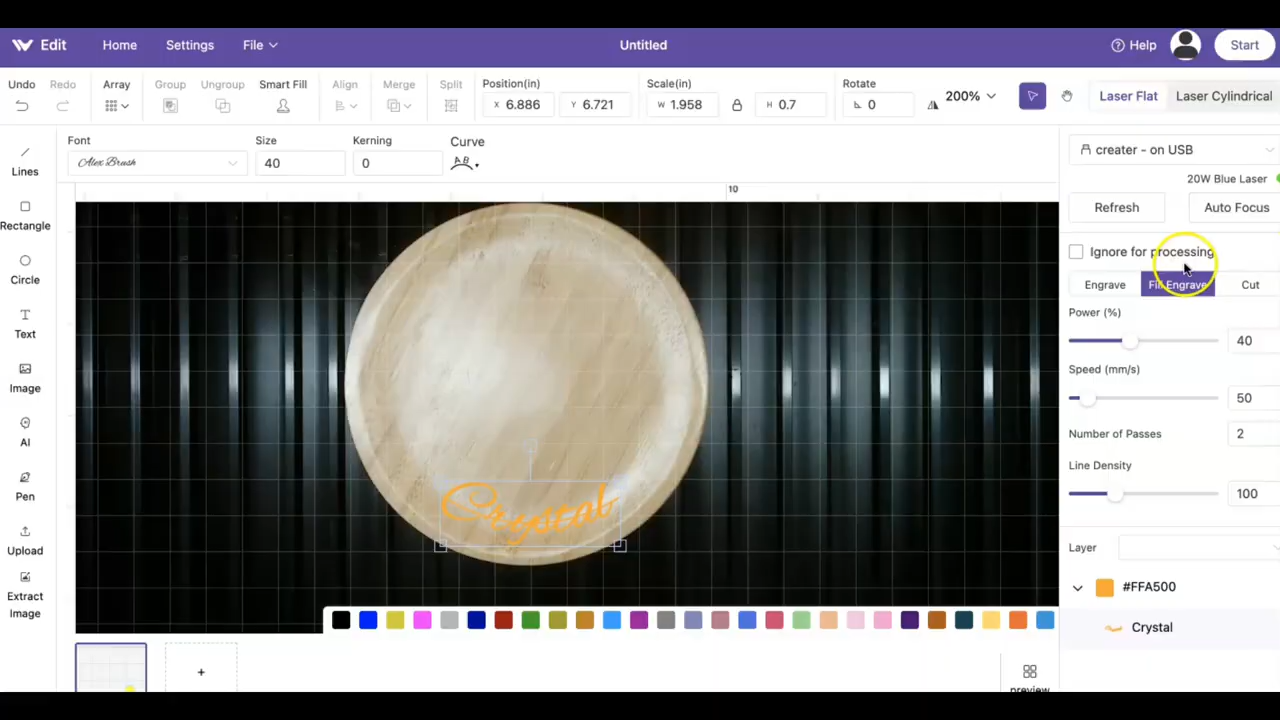 Edit Home Settings File Untitled Help Start
Undo Redo Array Group Ungroup Smart Fill Align Merge Split Position(in) Scale(in) Rotate
X 6.886 Y 6.721 W 1.958 H 0.7 0 200% Laser Flat Laser Cylindrical
Font Size Kerning Curve
Alex Brush 40 0 AB
creater - on USB
20W Blue Laser
Refresh Auto Focus
Ignore for processing
Engrave Fill Engrave Cut
Power (%)
40
Speed (mm/s)
50
Number of Passes 2
Line Density
100
Layer
#FFA500
Crystal
Lines
Rectangle
Circle
Text
Image
AI
Pen
Upload
Extract
Image
10
Crystal
+
preview